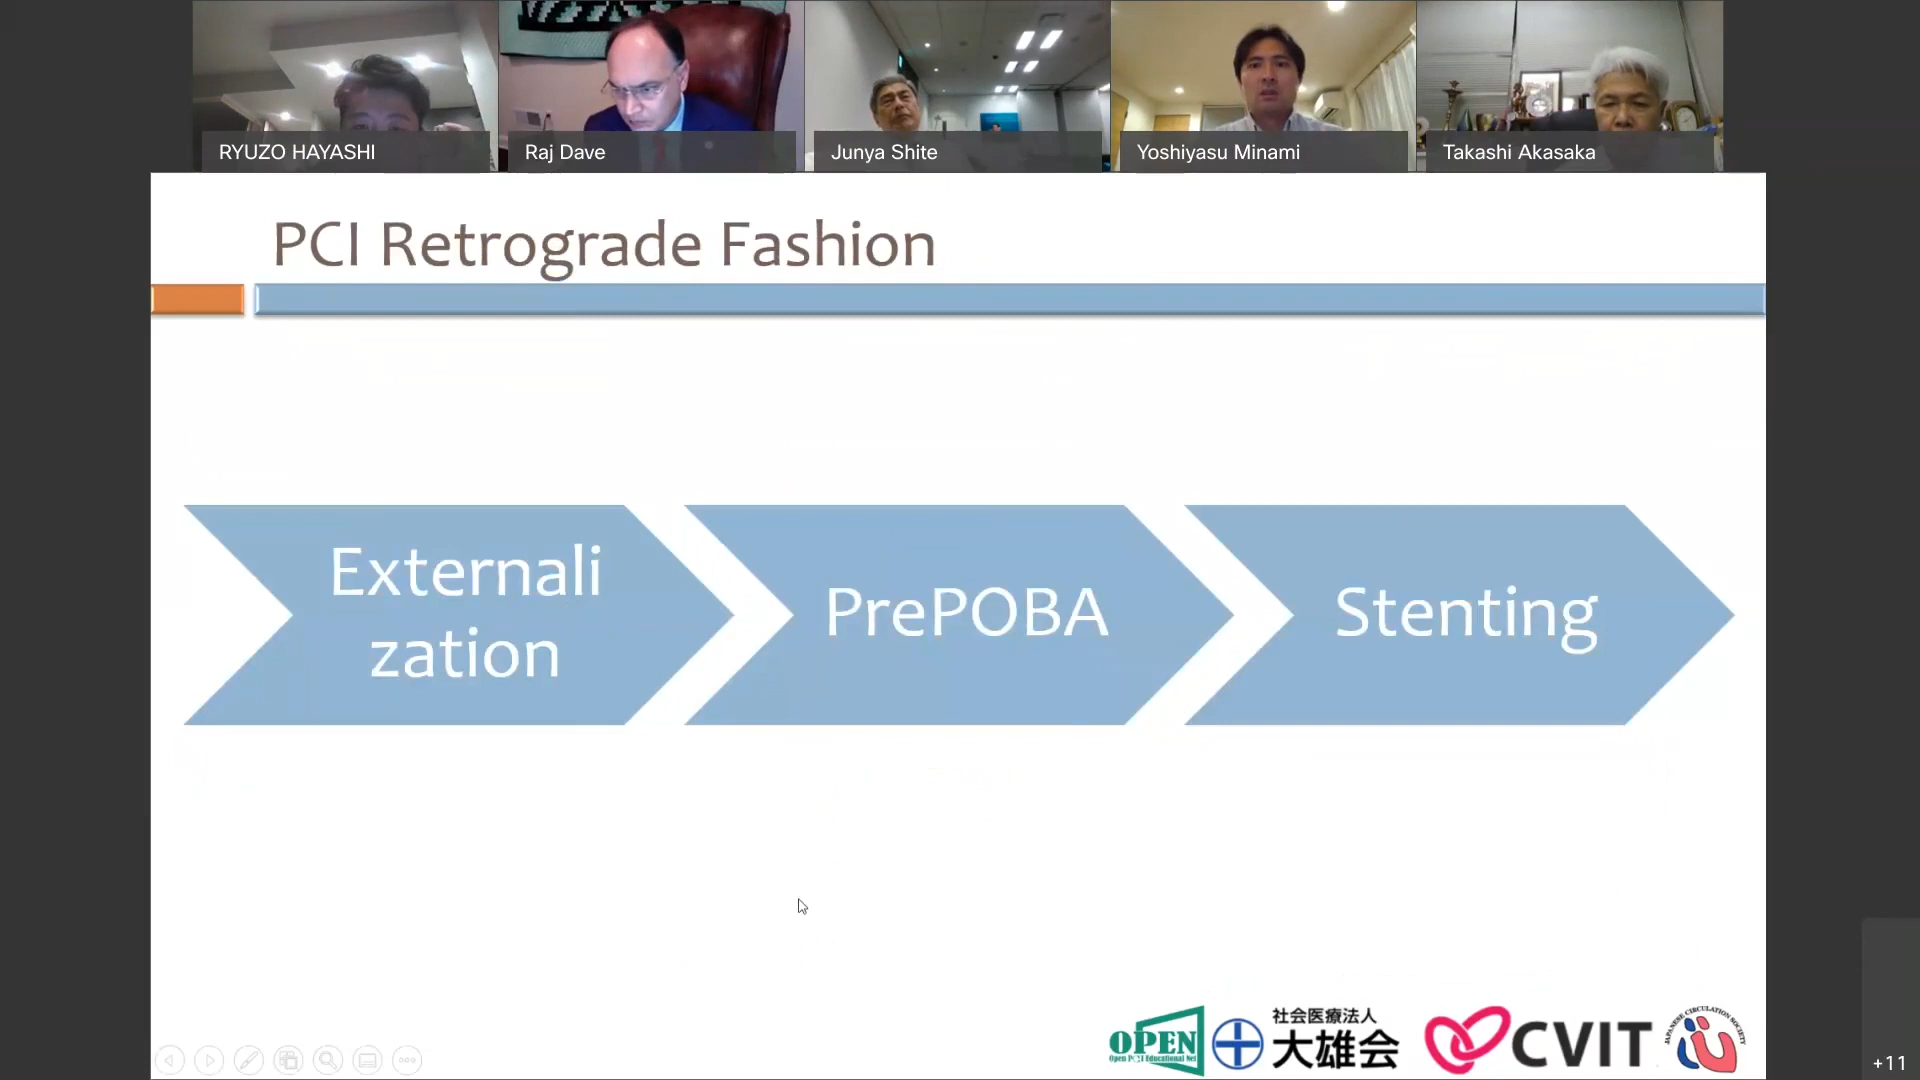 RYUZO HAYASHI
Raj Dave
Junya Shite
Yoshiyasu Minami
Takashi Akasaka
PCI Retrograde Fashion
Externali
zation
PrePOBA
Stenting
OPEN
Open PCI Educational Net
社会医療法人
大雄会
CVIT
JAPANESE CIRCULATION SOCIETY
+11